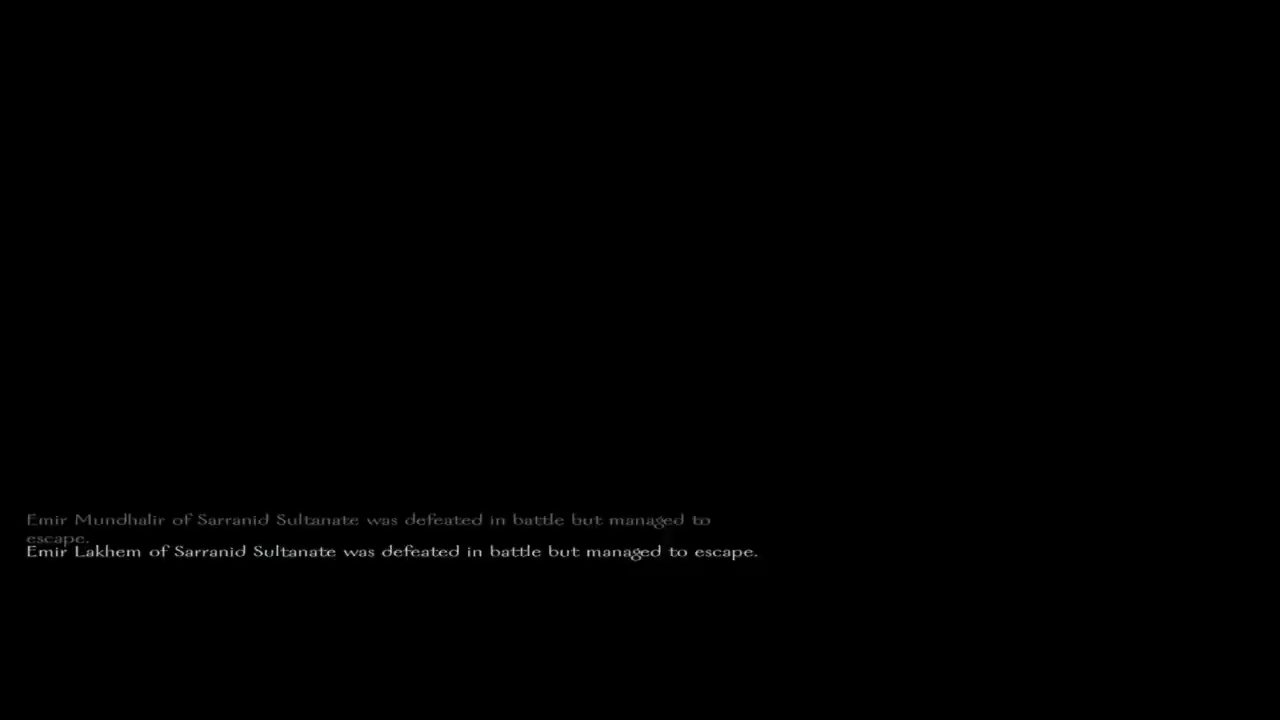 Emir Mundhalir of Sarranid Sultanate was defeated in battle but managed to
escape.
Emir Lakhem of Sarranid Sultanate was defeated in battle but managed to escape.